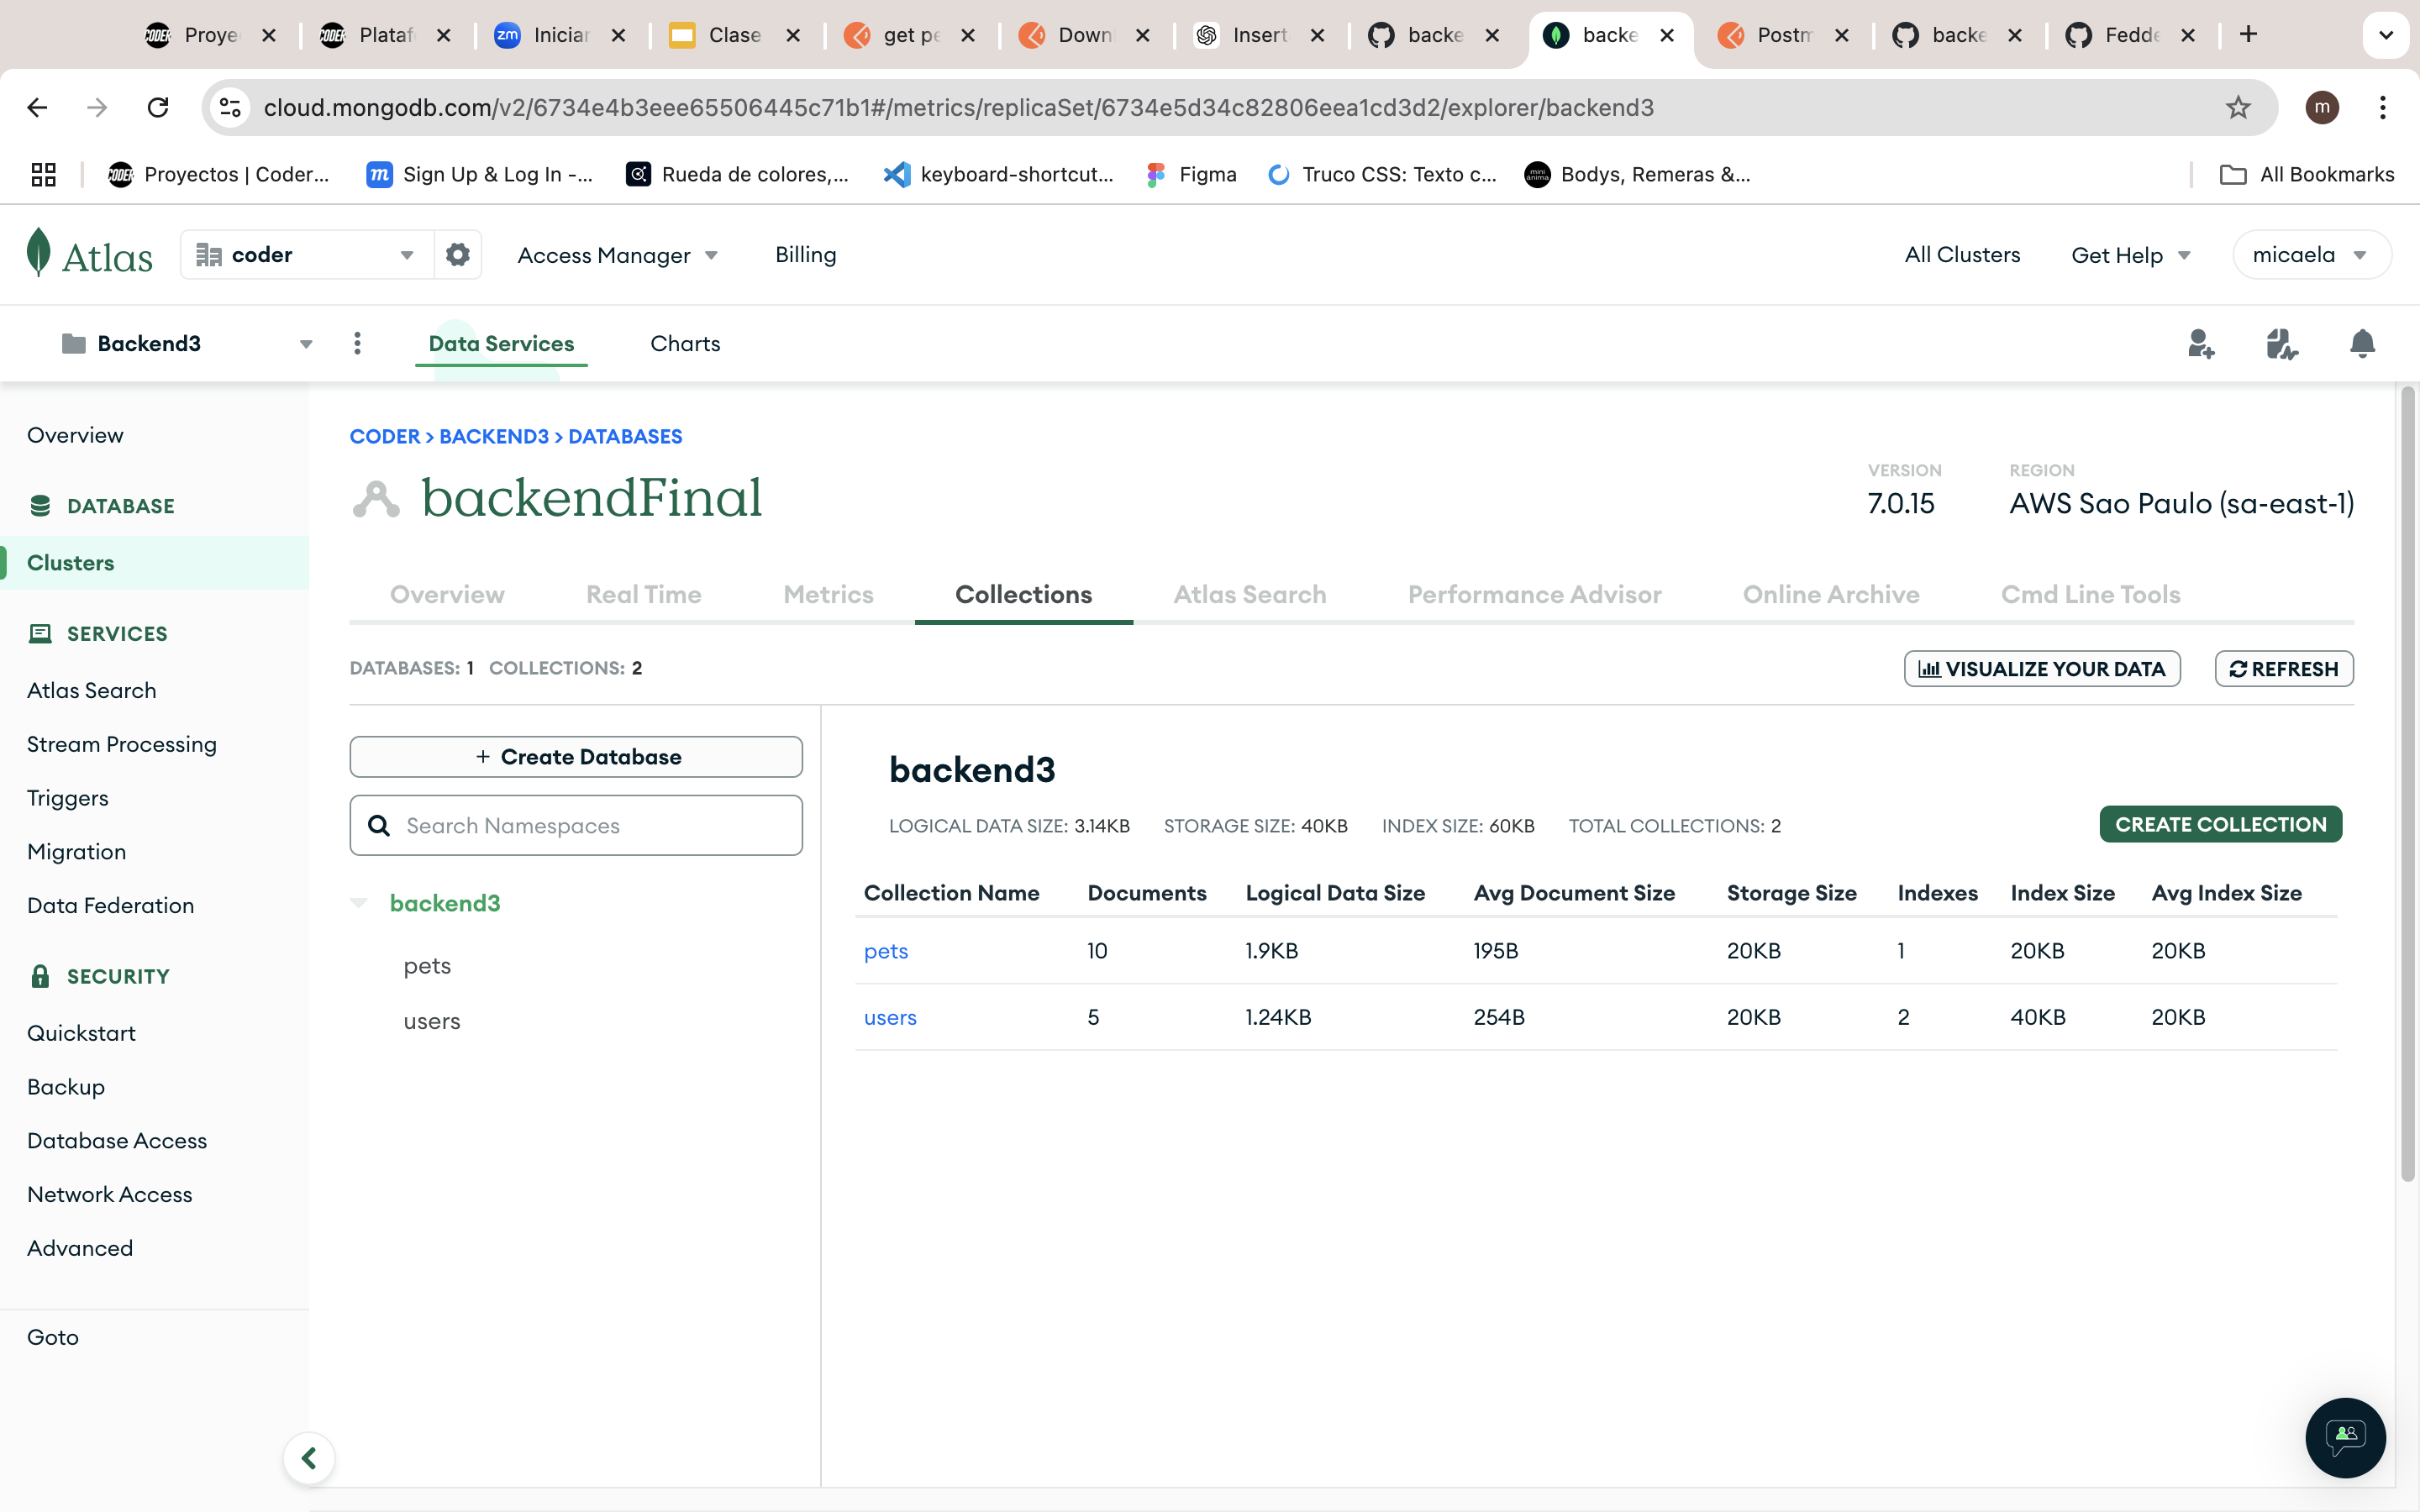 Proye Plataf Iniciar Clase get pe Down Insert backe backe Postm backe Fedde
cloud.mongodb.com/v2/6734e4b3eee65506445c71b1#/metrics/replicaSet/6734e5d34c82806eea1cd3d2/explorer/backend3 m
Proyectos | Coder... Sign Up & Log In -... Rueda de colores,... keyboard-shortcut... Figma Truco CSS: Texto c... Bodys, Remeras &... All Bookmarks
Atlas coder Access Manager Billing All Clusters Get Help micaela
Backend3 Data Services Charts
Overview
DATABASE
Clusters
SERVICES
Atlas Search
Stream Processing
Triggers
Migration
Data Federation
SECURITY
Quickstart
Backup
Database Access
Network Access
Advanced
Goto
CODER > BACKEND3 > DATABASES
backendFinal
VERSION
7.0.15
REGION
AWS Sao Paulo (sa-east-1)
Overview Real Time Metrics Collections Atlas Search Performance Advisor Online Archive Cmd Line Tools
DATABASES: 1 COLLECTIONS: 2 VISUALIZE YOUR DATA REFRESH
+ Create Database
Search Namespaces
backend3
pets
users
backend3
LOGICAL DATA SIZE: 3.14KB STORAGE SIZE: 40KB INDEX SIZE: 60KB TOTAL COLLECTIONS: 2 CREATE COLLECTION
Collection Name Documents Logical Data Size Avg Document Size Storage Size Indexes Index Size Avg Index Size
pets 10 1.9KB 195B 20KB 1 20KB 20KB
users 5 1.24KB 254B 20KB 2 40KB 20KB